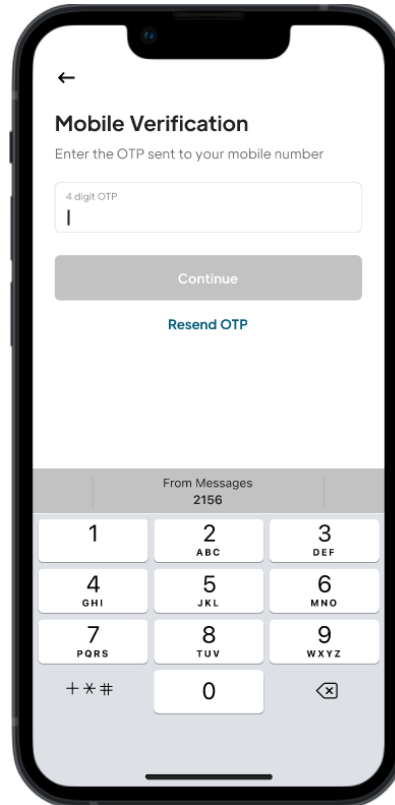 Mobile Verification
Enter the OTP sent to your mobile number
4 digit OTP
Continue
Resend OTP
From Messages
2156
1 2 3
ABC DEF
4 5 6
GHI JKL MNO
7 8 9
PQRS TUV WXYZ
+*# 0